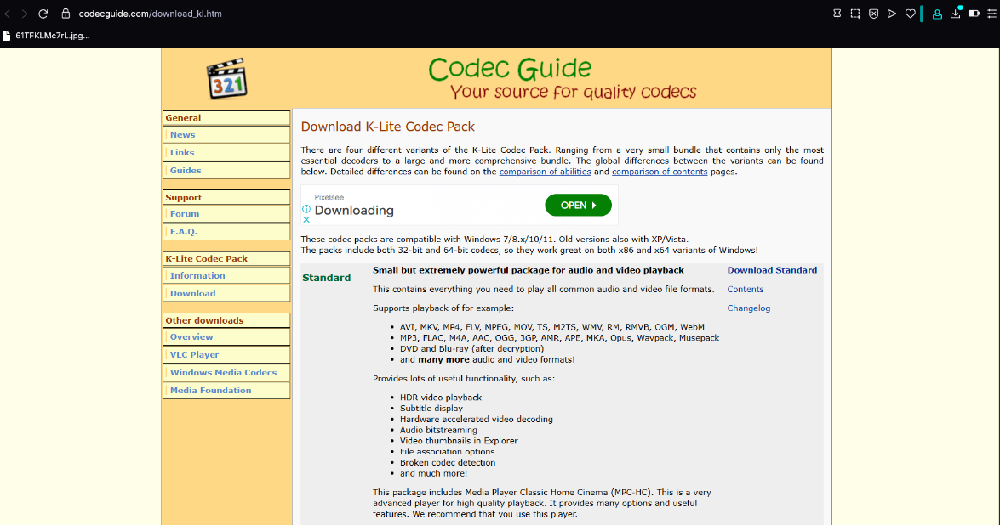 codecguide.com/download_kl.htm
61TFKLMc7rL.jpg...
321
Codec Guide
Your source for quality codecs
General
News
Links
Guides
Support
Forum
F.A.Q.
K-Lite Codec Pack
Information
Download
Other downloads
Overview
VLC Player
Windows Media Codecs
Media Foundation
Download K-Lite Codec Pack
There are four different variants of the K-Lite Codec Pack. Ranging from a very small bundle that contains only the most
essential decoders to a large and more comprehensive bundle. The global differences between the variants can be found
below. Detailed differences can be found on the comparison of abilities and comparison of contents pages.
Pixelsee
Downloading
OPEN
These codec packs are compatible with Windows 7/8.x/10/11. Old versions also with XP/Vista.
The packs include both 32-bit and 64-bit codecs, so they work great on both x86 and x64 variants of Windows!
Standard
Small but extremely powerful package for audio and video playback
This contains everything you need to play all common audio and video file formats.
Supports playback of for example:
• AVI, MKV, MP4, FLV, MPEG, MOV, TS, M2TS, WMV, RM, RMVB, OGM, WebM
• MP3, FLAC, M4A, AAC, OGG, 3GP, AMR, APE, MKA, Opus, Wavpack, Musepack
• DVD and Blu-ray (after decryption)
• and many more audio and video formats!
Provides lots of useful functionality, such as:
• HDR video playback
• Subtitle display
• Hardware accelerated video decoding
• Audio bitstreaming
• Video thumbnails in Explorer
• File association options
• Broken codec detection
• and much more!
This package includes Media Player Classic Home Cinema (MPC-HC). This is a very
advanced player for high quality playback. It provides many options and useful
features. We recommend that you use this player.
Download Standard
Contents
Changelog